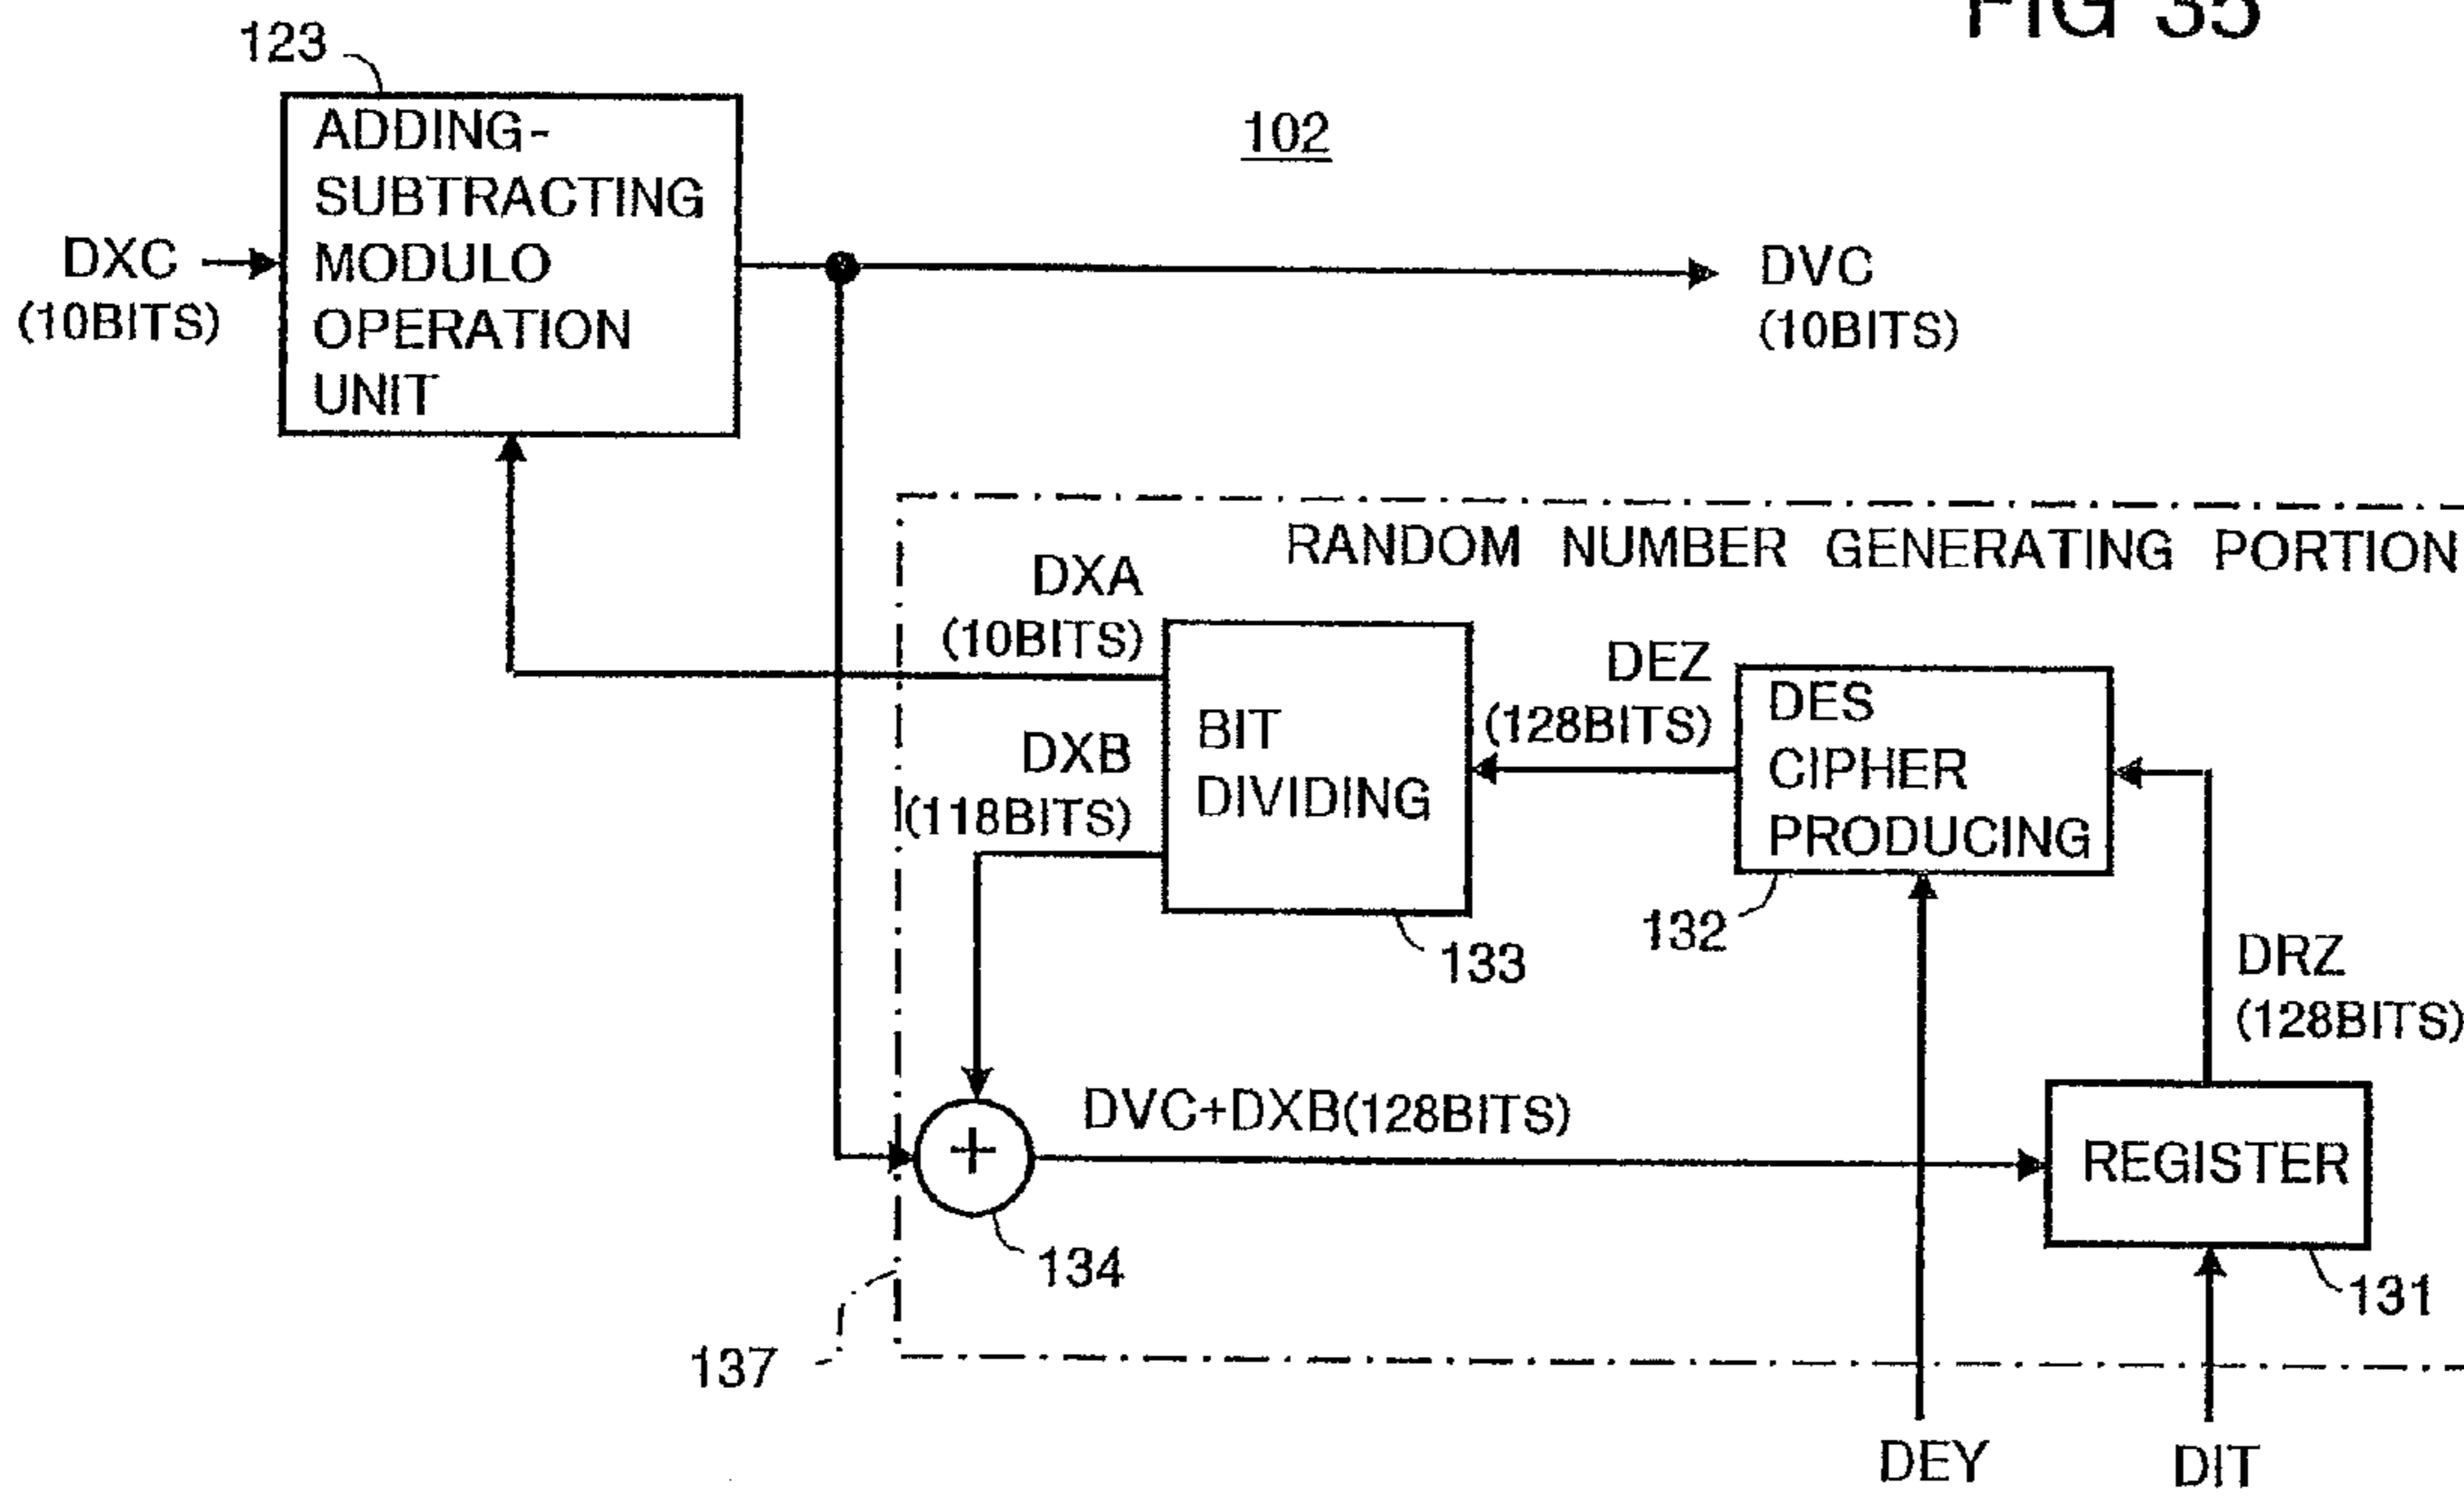 FIG 35
123
102
ADDING-
SUBTRACTING
MODULO
OPERATION
UNIT
DXC
(10BITS)
DVC
(10BITS)
RANDOM NUMBER GENERATING PORTION
DXA
(10BITS)
DXB
(118BITS)
BIT
DIVIDING
133
DEZ
(128BITS)
DES
CIPHER
PRODUCING
132
DRZ
(128BITS)
+
134
DVC+DXB(128BITS)
REGISTER
131
137
DEY
DIT